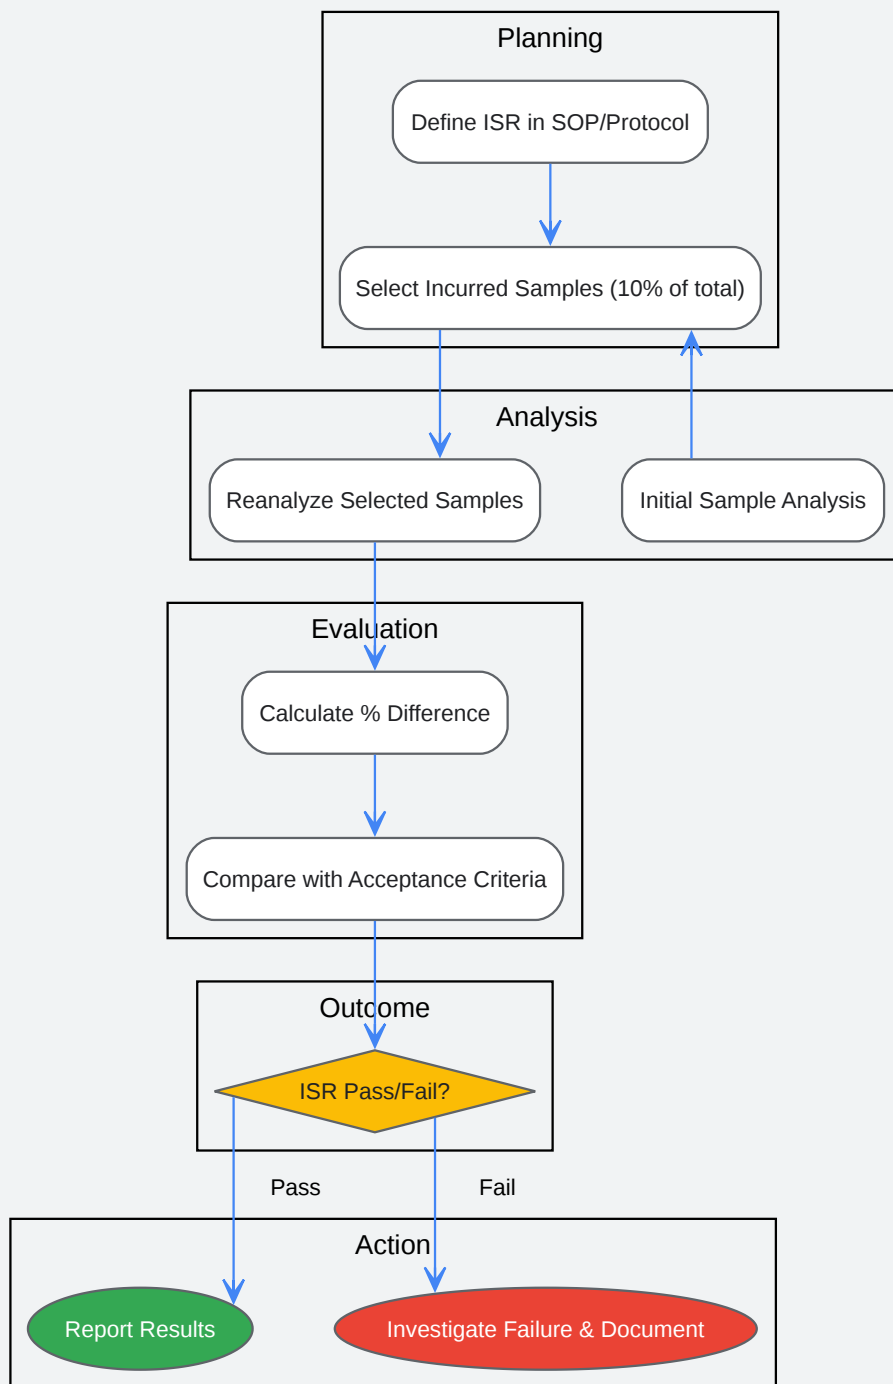 Planning
Define ISR in SOP/Protocol
Select Incurred Samples (10% of total)
Analysis
Reanalyze Selected Samples
Initial Sample Analysis
Evaluation
Calculate % Difference
Compare with Acceptance Criteria
Outcome
ISR Pass/Fail?
Pass
Fail
Action
Report Results
Investigate Failure & Document